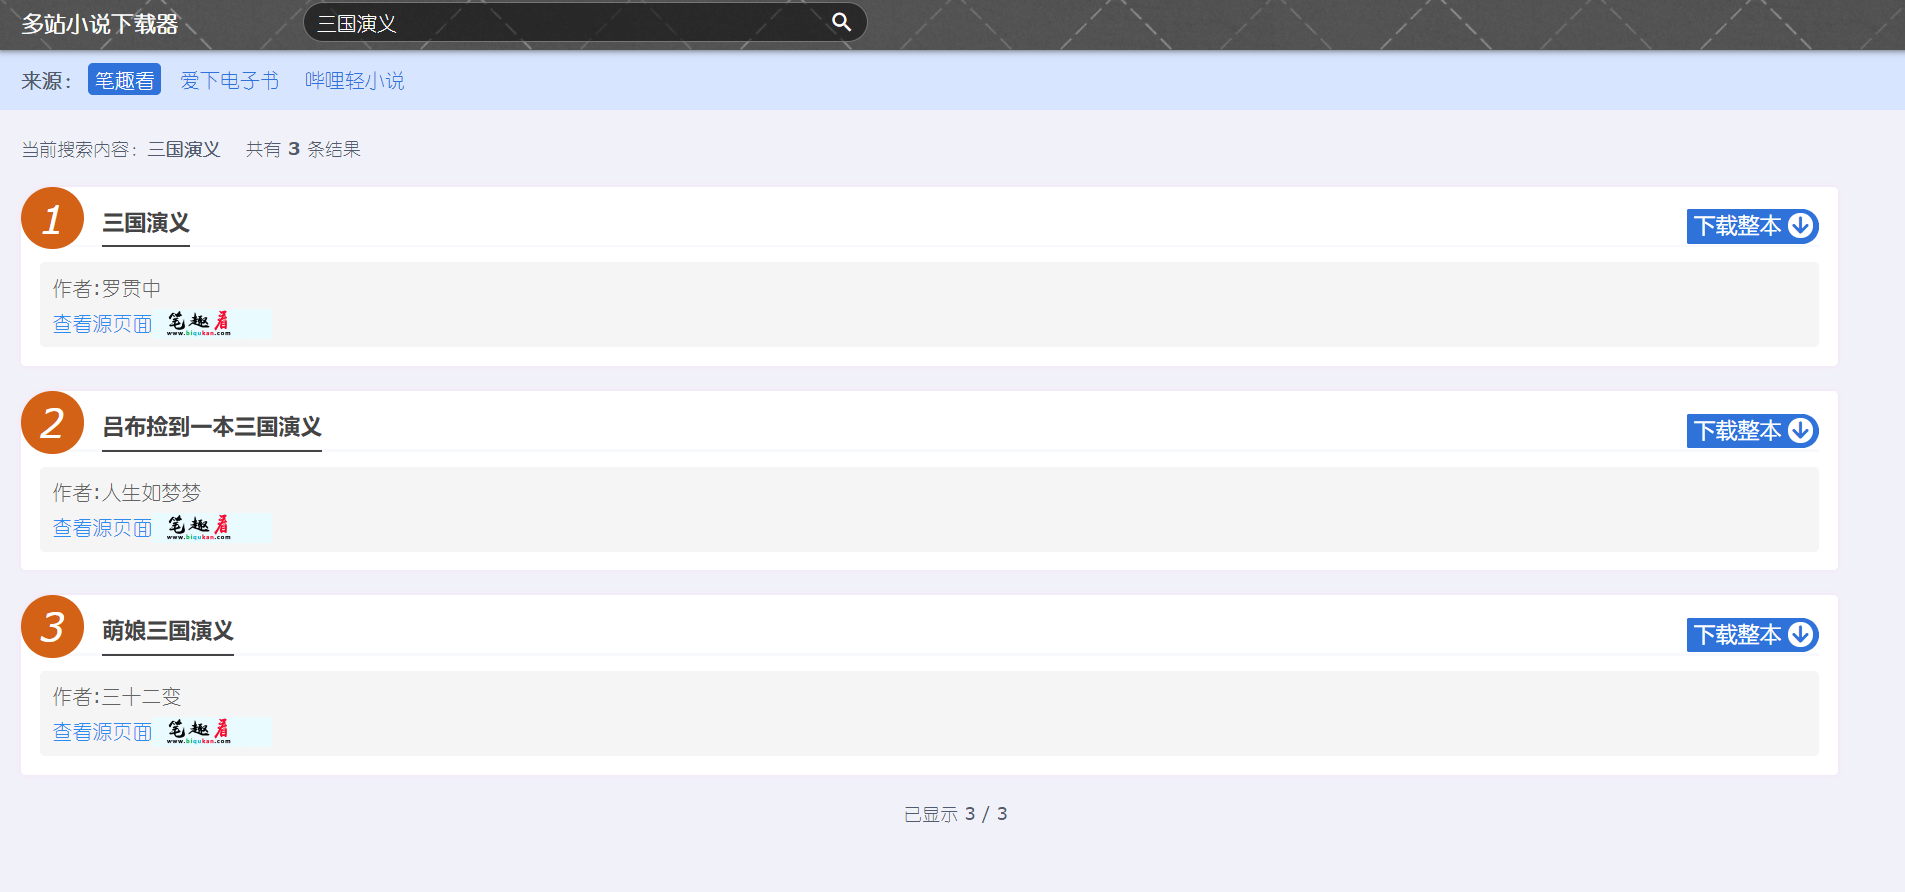 多站小说下载器 三国演义
来源： 笔趣看 爱下电子书 哔哩轻小说
当前搜索内容：三国演义 共有 3 条结果
1 三国演义 下载整本
作者:罗贯中
查看源页面 笔趣看
www.biqukan.com
2 吕布捡到一本三国演义 下载整本
作者:人生如梦梦
查看源页面 笔趣看
www.biqukan.com
3 萌娘三国演义 下载整本
作者:三十二变
查看源页面 笔趣看
www.biqukan.com
已显示 3 / 3